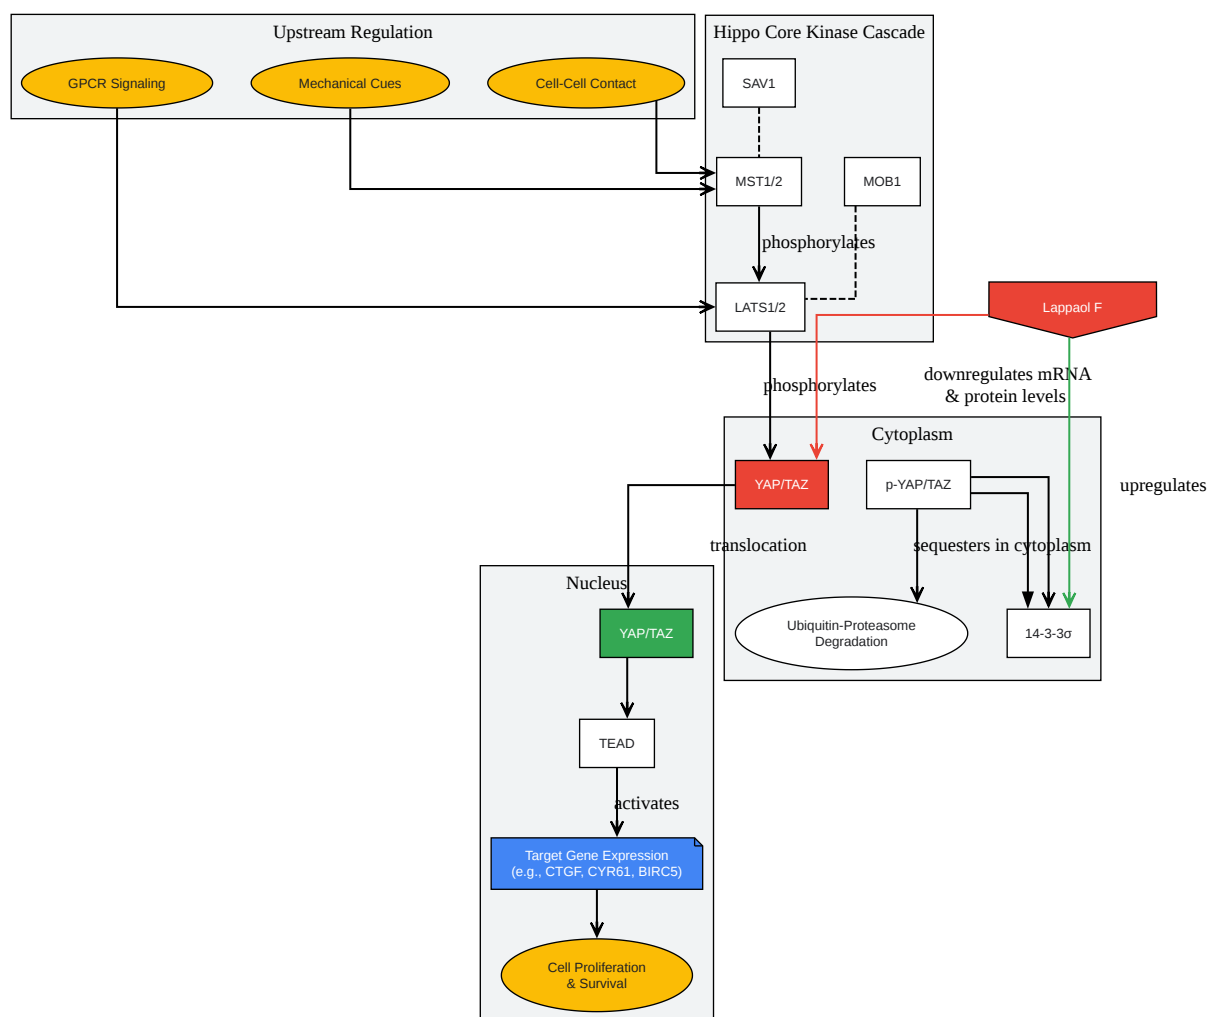 Upstream Regulation
Hippo Core Kinase Cascade
GPCR Signaling
Mechanical Cues
Cell-Cell Contact
SAV1
MST1/2
MOB1
phosphorylates
LATS1/2
Lappaol F
phosphorylates
downregulates mRNA
& protein levels
Cytoplasm
YAP/TAZ
p-YAP/TAZ
upregulates
translocation
sequesters in cytoplasm
Nucleus
YAP/TAZ
Ubiquitin-Proteasome
Degradation
14-3-3σ
TEAD
activates
Target Gene Expression
(e.g., CTGF, CYR61, BIRC5)
Cell Proliferation
& Survival